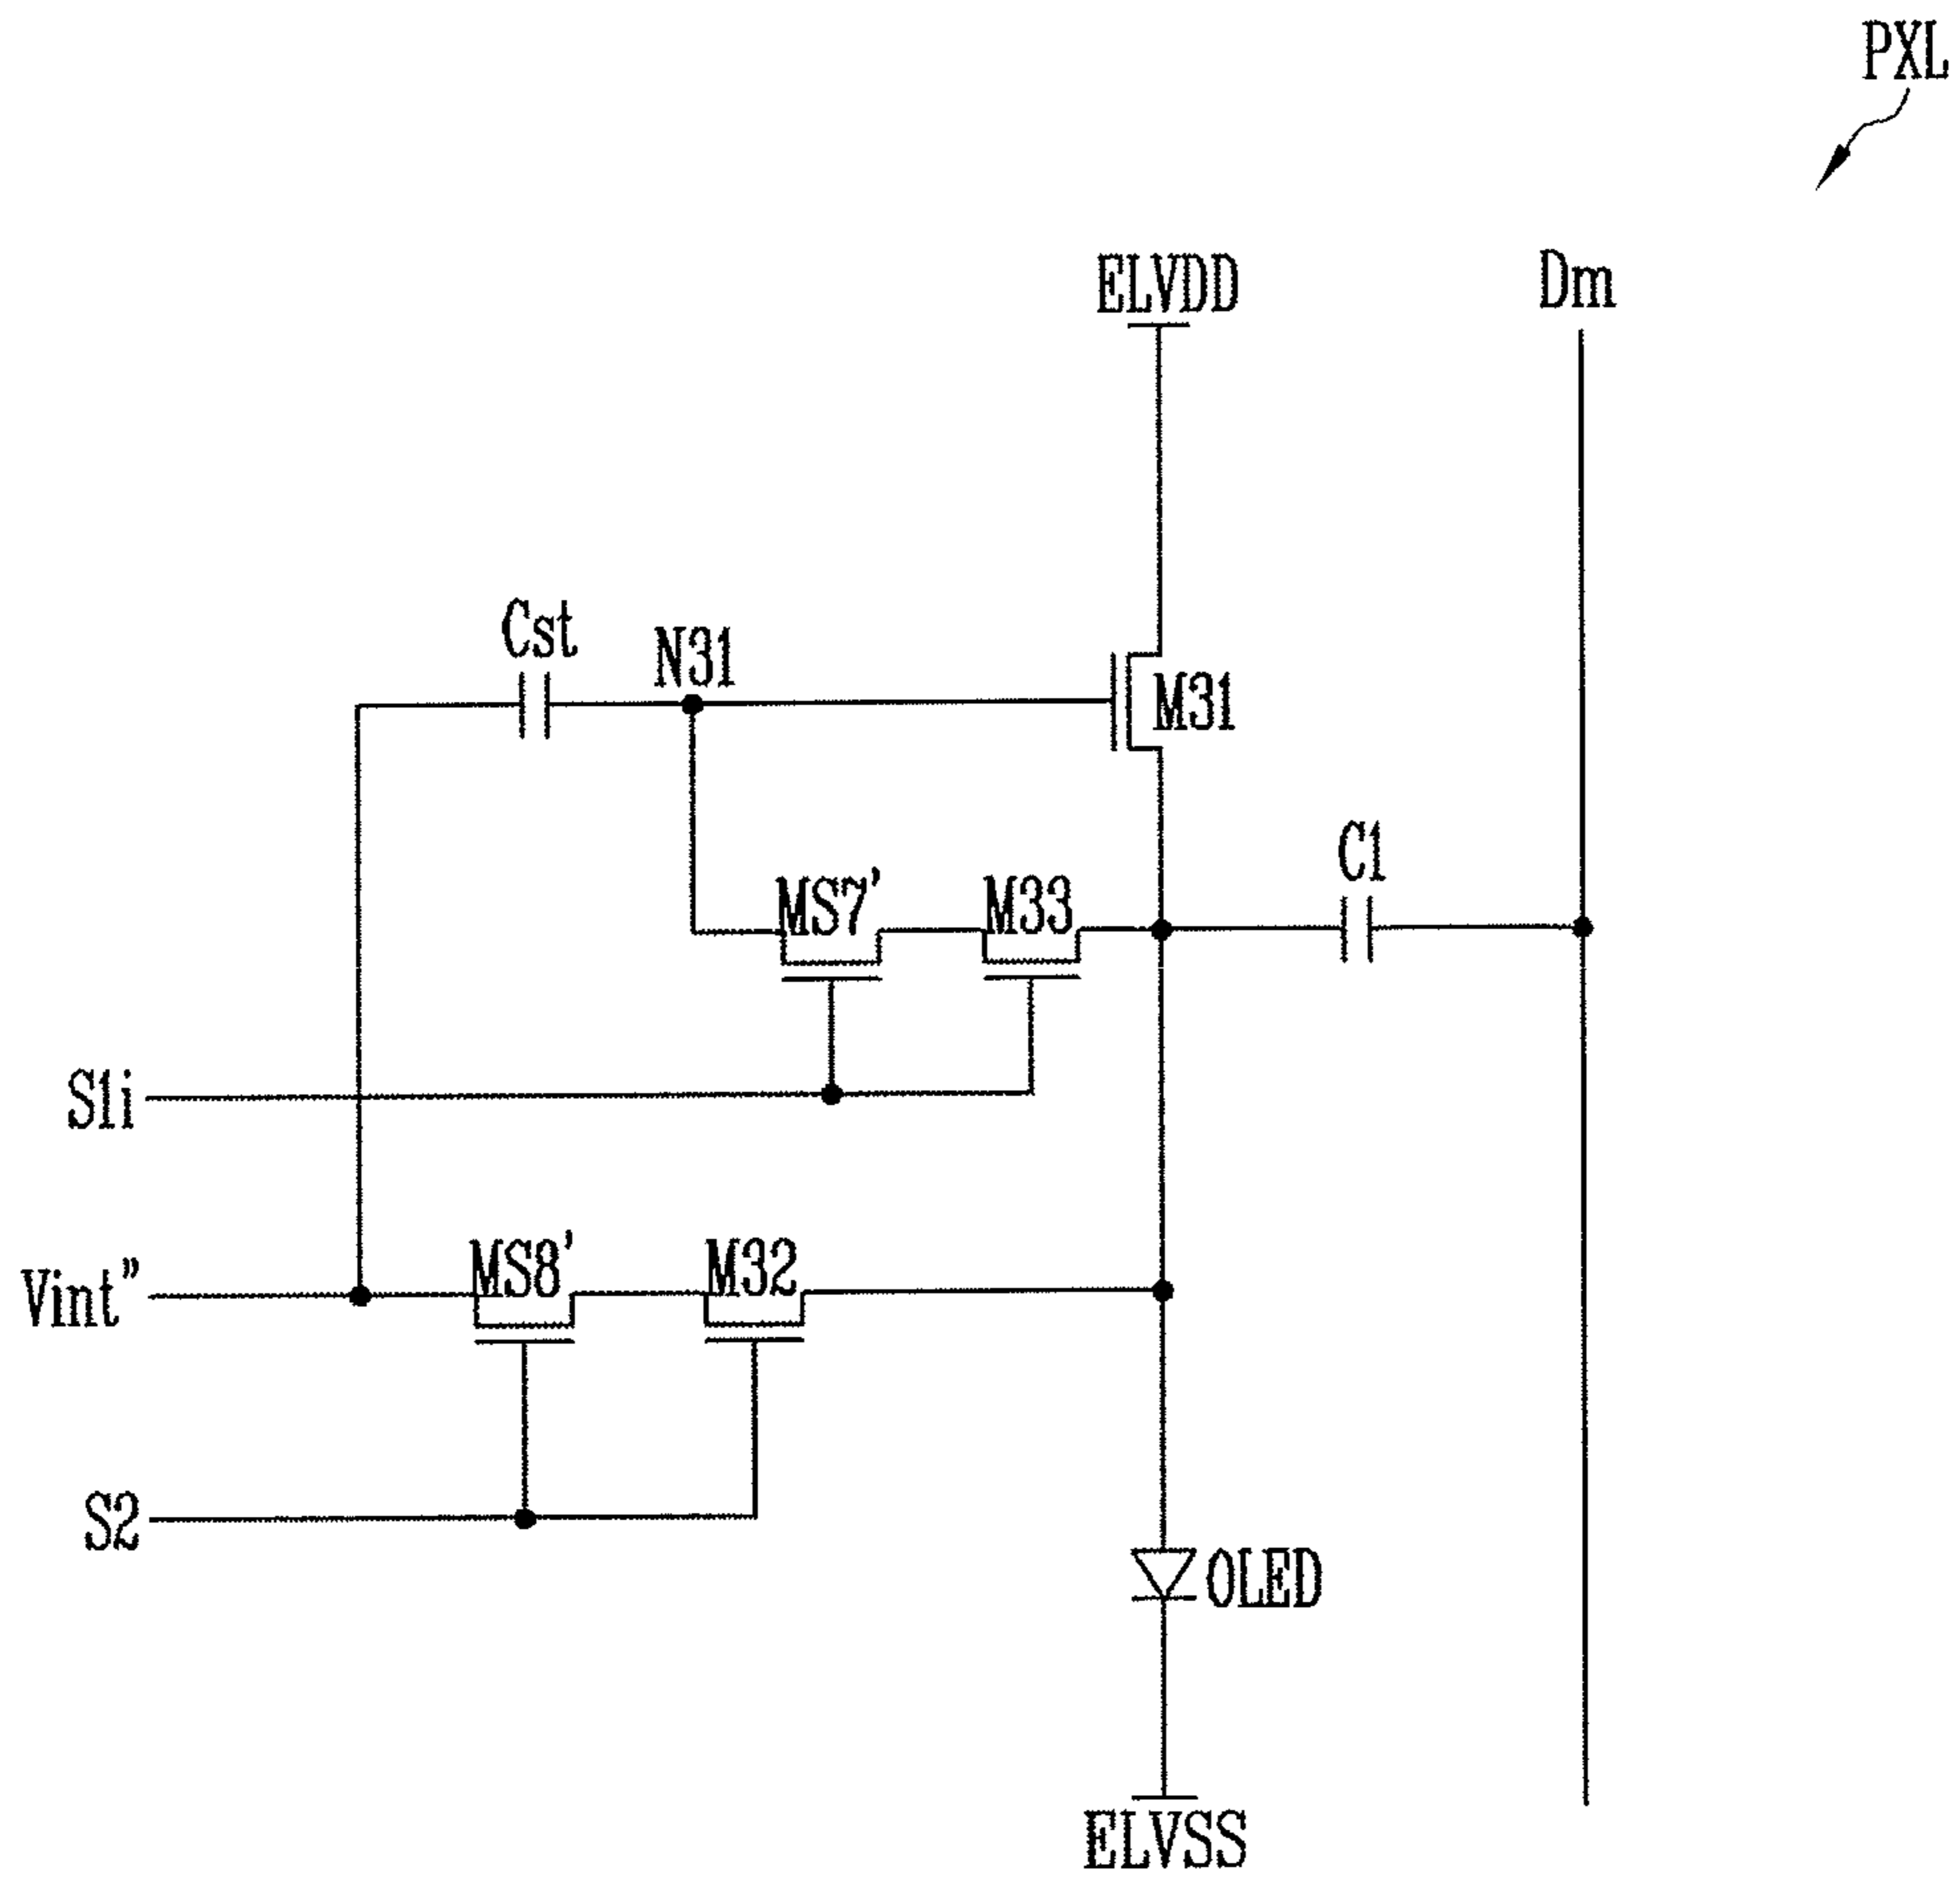 PXL
ELVDD
Dm
Cst
N31
M31
C1
MS7'
M33
S1i
MS8'
M32
Vint"
S2
OLED
ELVSS